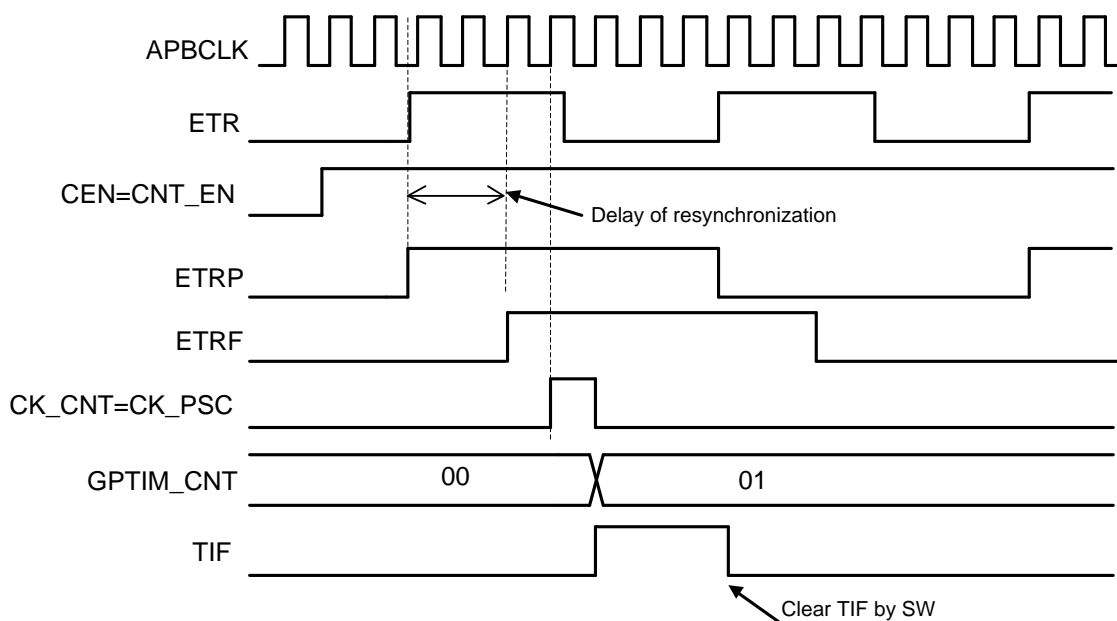 APBCLK
ETR
CEN=CNT_EN
Delay of resynchronization
ETRP
ETRF
CK_CNT=CK_PSC
GPTIM_CNT 00 01
TIF
Clear TIF by SW